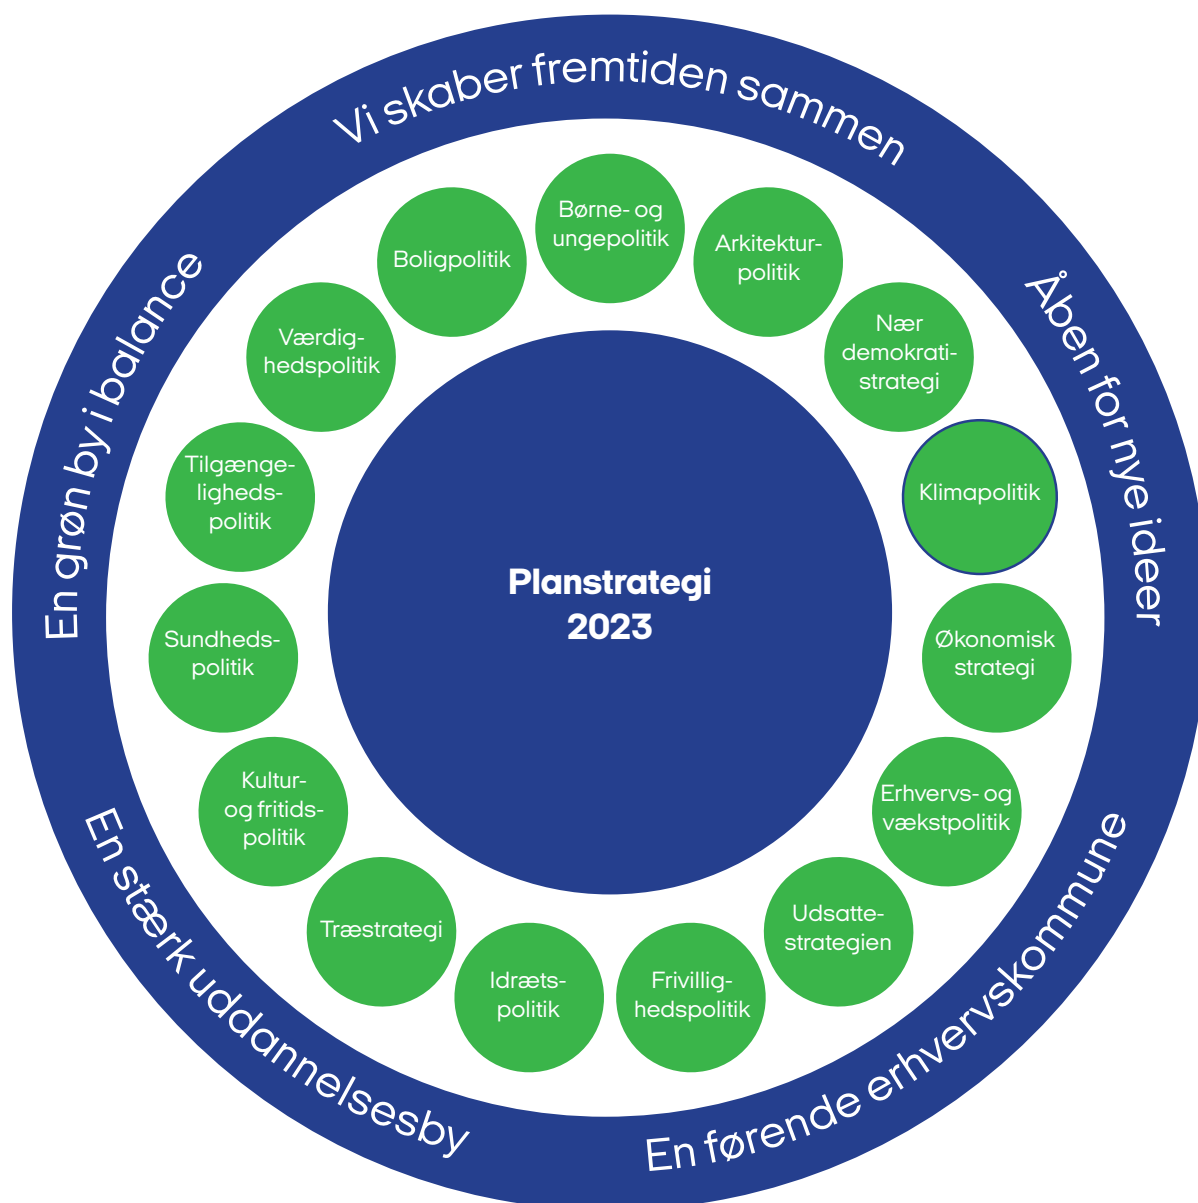 Vi skaber fremtiden sammen
Åben for nye ideer
En førende erhvervskommune
En stærk uddannelsesby
En grøn by i balance
Børne- og
ungepolitik
Arkitektur-
politik
Nær
demokrati-
strategi
Klimapolitik
Økonomisk
strategi
Erhvervs- og
vækstpolitik
Udsatte-
strategien
Frivillig-
hedspolitik
Idræts-
politik
Træstrategi
Kultur-
og fritids-
politik
Sundheds-
politik
Tilgænge-
ligheds-
politik
Værdig-
hedspolitik
Boligpolitik
Planstrategi
2023